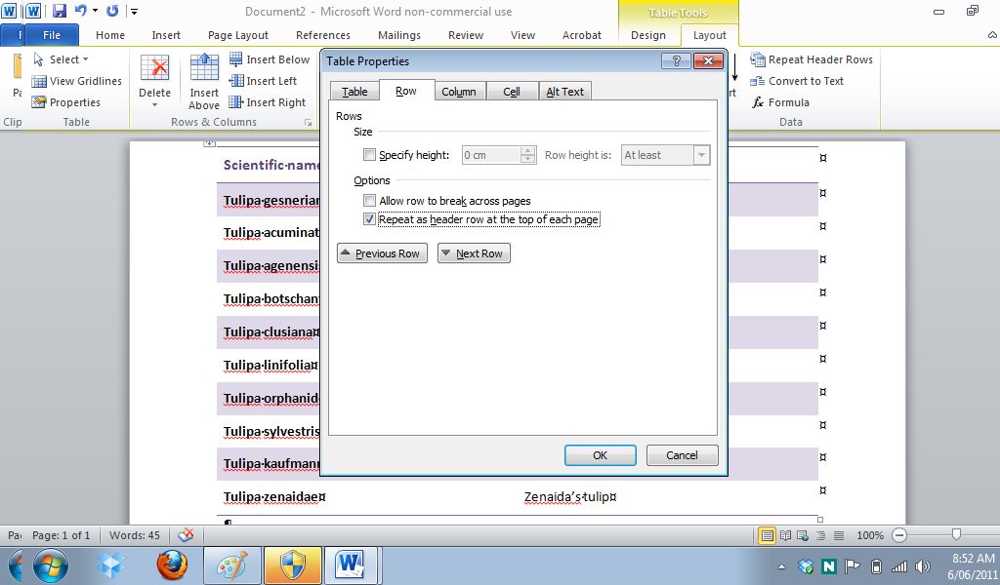 Document2 - Microsoft Word non-commercial use
Table Tools
File Home Insert Page Layout References Mailings Review View Acrobat Design Layout
Select
View Gridlines
Properties
Table
Delete
Insert Above
Insert Below
Insert Left
Insert Right
Rows & Columns
Repeat Header Rows
Convert to Text
Formula
Data
Clip
Table Properties
Table Row Column Cell Alt Text
Rows
Size
Specify height: 0 cm Row height is: At least
Options
Allow row to break across pages
Repeat as header row at the top of each page
Previous Row Next Row
OK Cancel
Scientific·name
Tulipa·gesnerian
Tulipa·acuminat
Tulipa·agenensis
Tulipa·botschant
Tulipa·clusiana¤
Tulipa·linifolia¤
Tulipa·orphanide
Tulipa·sylvestris
Tulipa·kaufmann
Tulipa·zenaidae¤ Zenaida's·tulip¤
Pa Page: 1 of 1 Words: 45 100%
8:52 AM
6/06/2011